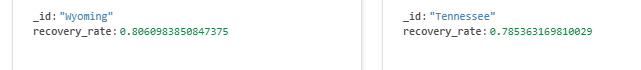 _id: "Wyoming"
recovery_rate: 0.8060983850847375
_id: "Tennessee"
recovery_rate: 0.785363169810029